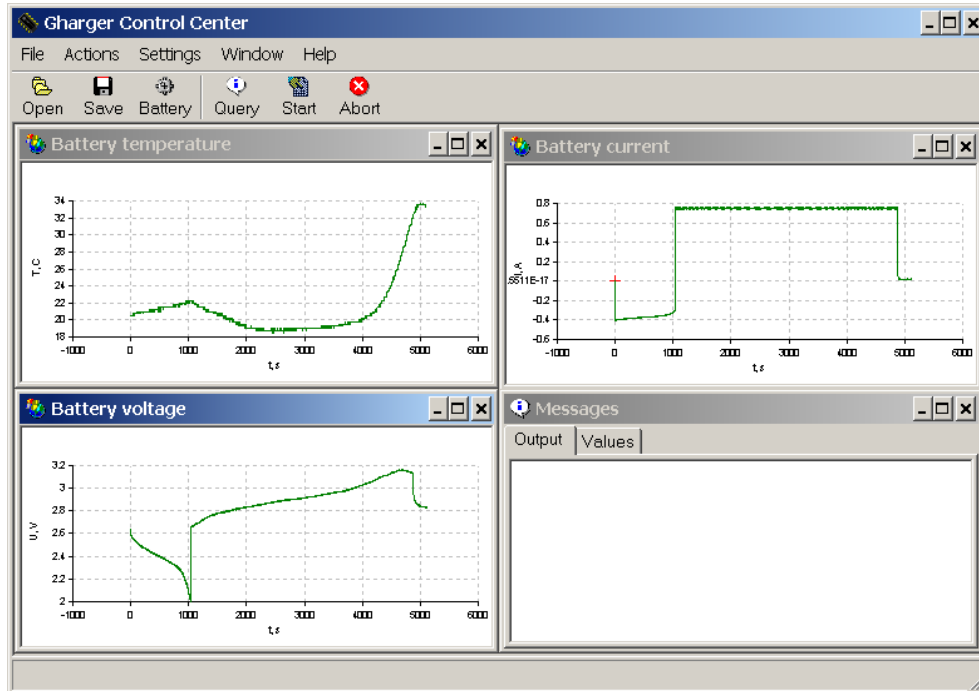 Gharger Control Center
File Actions Settings Window Help
Open Save Battery Query Start Abort
Battery temperature
34
32
30
28
26
24
22
20
18
T, C
-1000 0 1000 2000 3000 4000 5000 6000
t, s
Battery current
0.8
0.6
0.4
0.2
-0.2
-0.4
-0.6
-1000 0 1000 2000 3000 4000 5000 6000
t, s
Battery voltage
3.2
3
2.8
2.6
2.4
2.2
2
U, V
-1000 0 1000 2000 3000 4000 5000 6000
t, s
Messages
Output Values